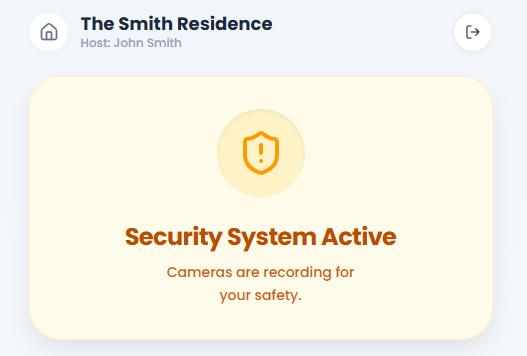 The Smith Residence
Host: John Smith
Security System Active
Cameras are recording for
your safety.